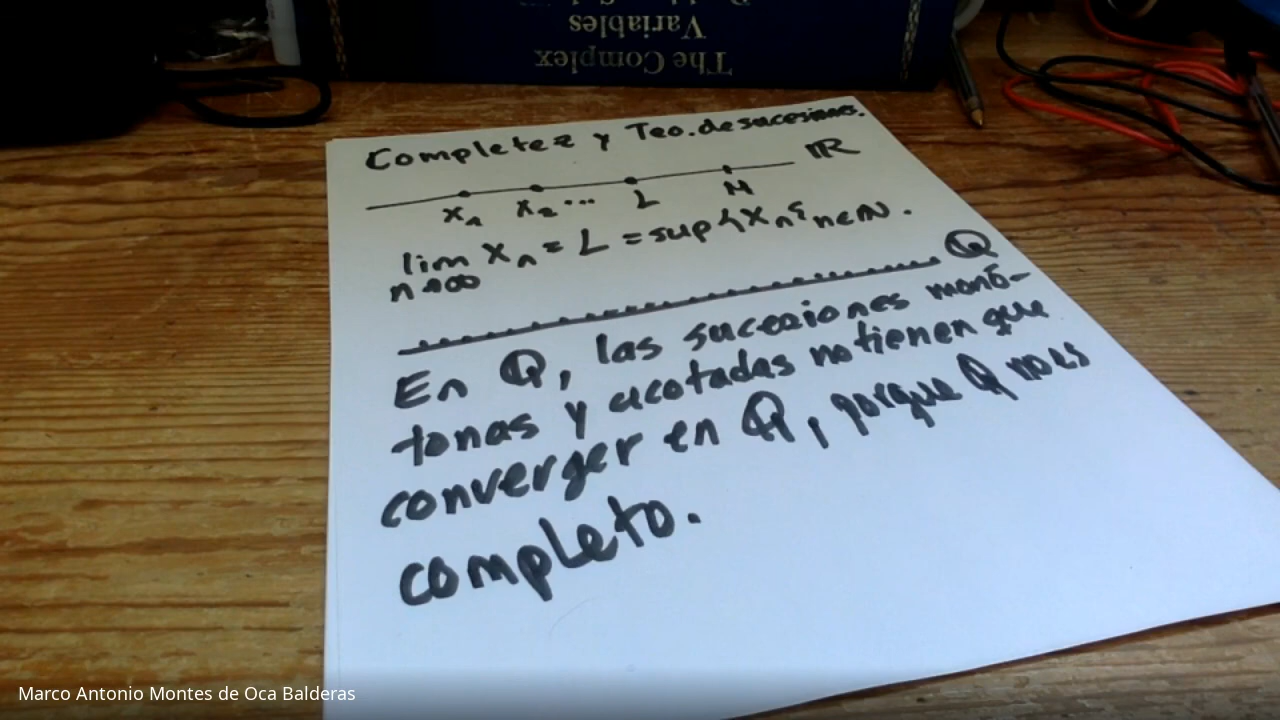 The Complex
Variables
Completez y Teo. de sucesiones.
ℝ
x₁ x₂ ... L M
lim xₙ = L = sup{xₙ}ₙ∈ℕ.
n→∞
ℚ
En ℚ, las sucesiones monó-
tonas y acotadas no tienen que
converger en ℚ, porque ℚ no es
completo.
Marco Antonio Montes de Oca Balderas